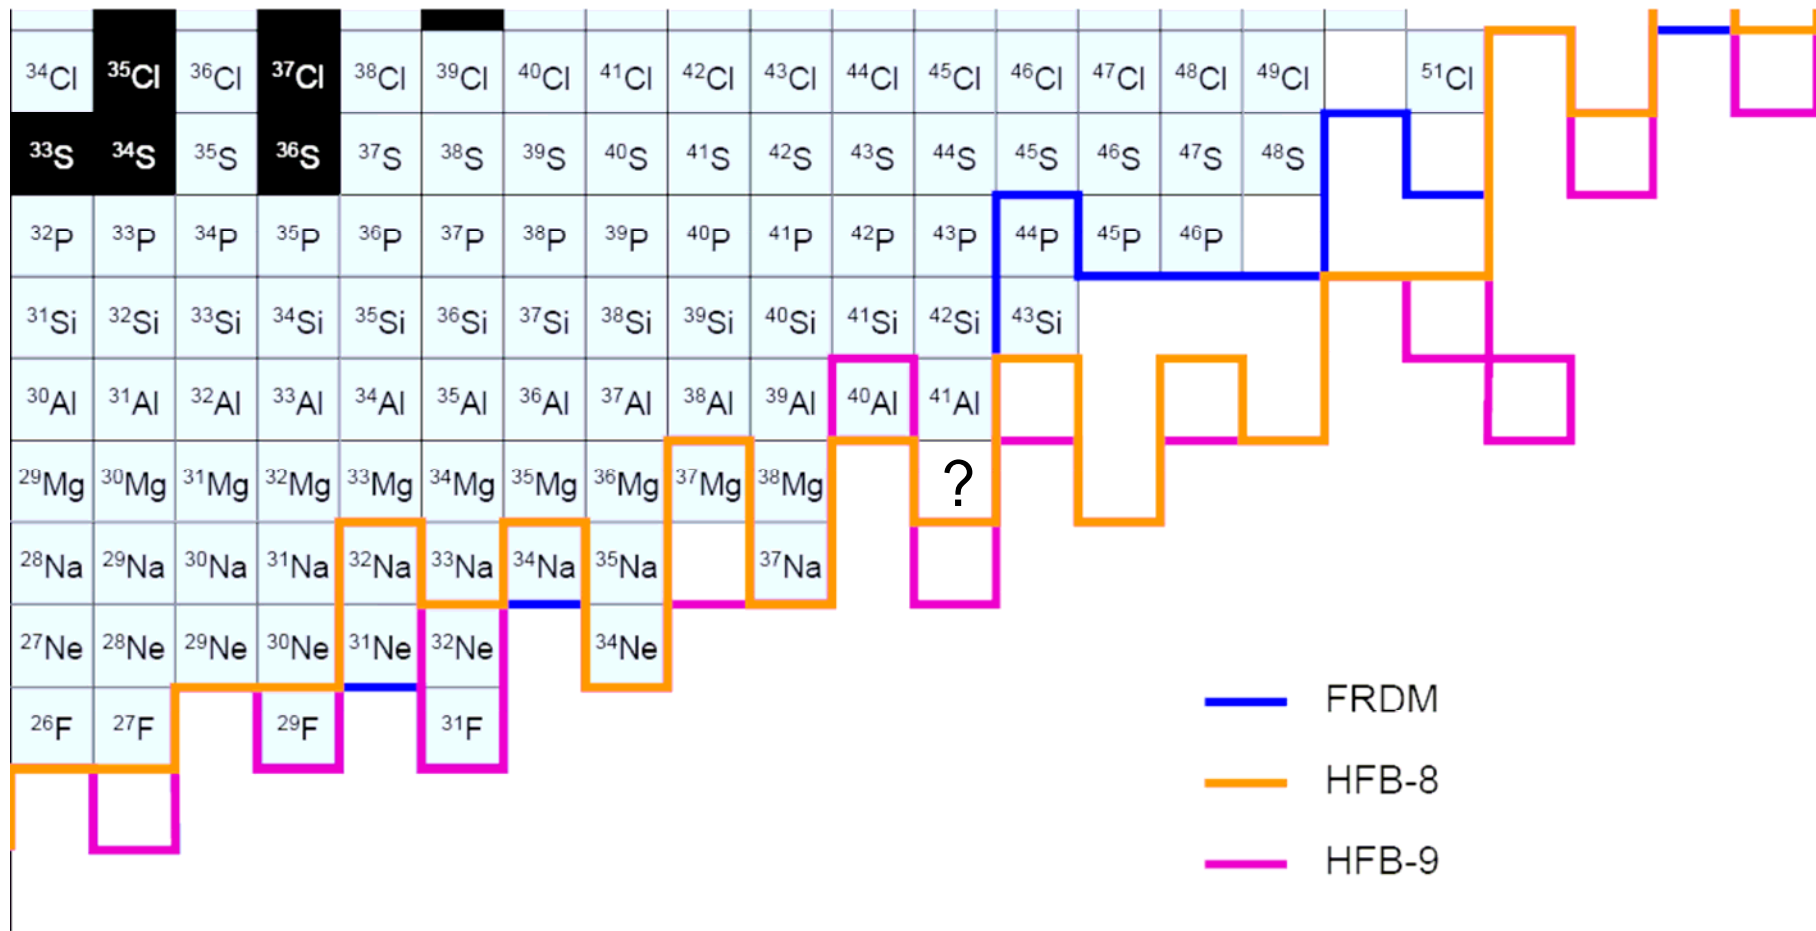 ³⁴Cl ³⁵Cl ³⁶Cl ³⁷Cl ³⁸Cl ³⁹Cl ⁴⁰Cl ⁴¹Cl ⁴²Cl ⁴³Cl ⁴⁴Cl ⁴⁵Cl ⁴⁶Cl ⁴⁷Cl ⁴⁸Cl ⁴⁹Cl ⁵¹Cl
³³S ³⁴S ³⁵S ³⁶S ³⁷S ³⁸S ³⁹S ⁴⁰S ⁴¹S ⁴²S ⁴³S ⁴⁴S ⁴⁵S ⁴⁶S ⁴⁷S ⁴⁸S
³²P ³³P ³⁴P ³⁵P ³⁶P ³⁷P ³⁸P ³⁹P ⁴⁰P ⁴¹P ⁴²P ⁴³P ⁴⁴P ⁴⁵P ⁴⁶P
³¹Si ³²Si ³³Si ³⁴Si ³⁵Si ³⁶Si ³⁷Si ³⁸Si ³⁹Si ⁴⁰Si ⁴¹Si ⁴²Si ⁴³Si
³⁰Al ³¹Al ³²Al ³³Al ³⁴Al ³⁵Al ³⁶Al ³⁷Al ³⁸Al ³⁹Al ⁴⁰Al ⁴¹Al
²⁹Mg ³⁰Mg ³¹Mg ³²Mg ³³Mg ³⁴Mg ³⁵Mg ³⁶Mg ³⁷Mg ³⁸Mg ?
²⁸Na ²⁹Na ³⁰Na ³¹Na ³²Na ³³Na ³⁴Na ³⁵Na ³⁷Na
²⁷Ne ²⁸Ne ²⁹Ne ³⁰Ne ³¹Ne ³²Ne ³⁴Ne
²⁶F ²⁷F ²⁹F ³¹F
FRDM
HFB-8
HFB-9